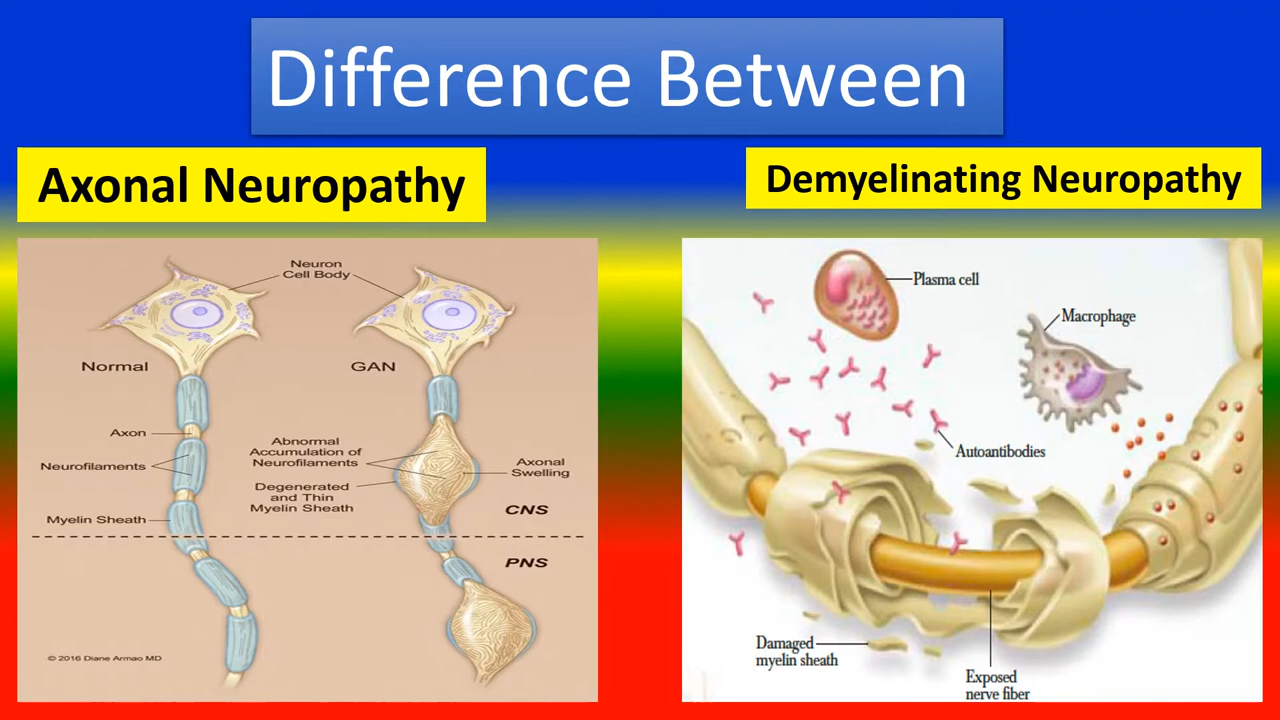 Difference Between
Axonal Neuropathy
Demyelinating Neuropathy
Neuron
Cell Body
Normal
GAN
Axon
Neurofilaments
Myelin Sheath
Abnormal
Accumulation of
Neurofilaments
Degenerated
and Thin
Myelin Sheath
Axonal
Swelling
CNS
PNS
© 2016 Diane Armao MD
Plasma cell
Macrophage
Autoantibodies
Damaged
myelin sheath
Exposed
nerve fiber